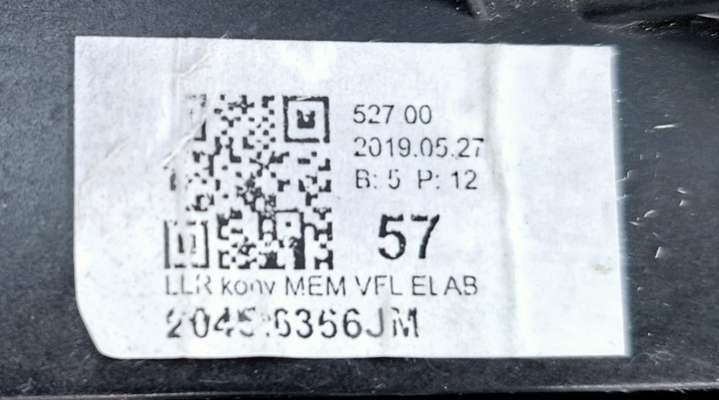 527 00
2019.05.27
B: 5 P: 12
57
LLR konv MEM VFL EL AB